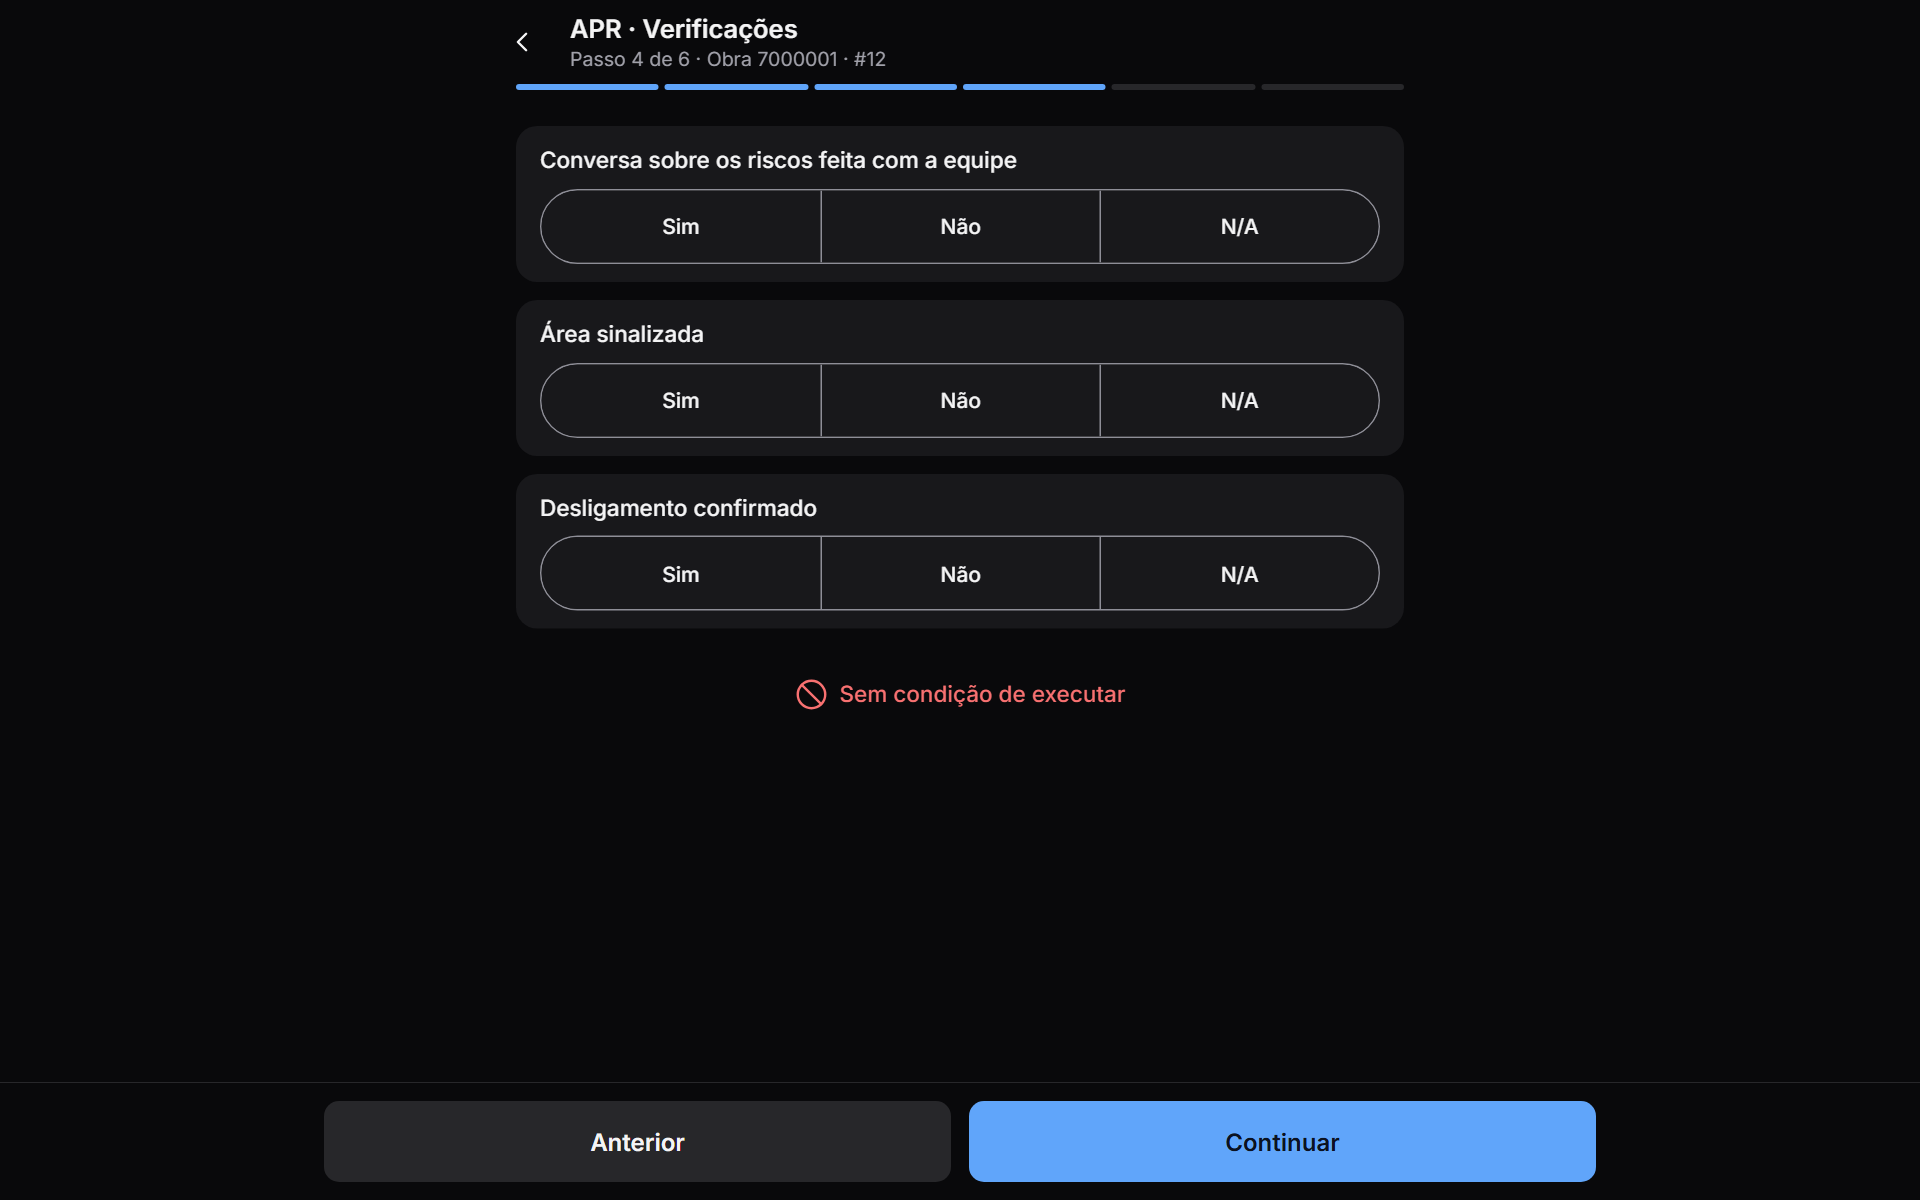 APR · Verificações
Passo 4 de 6 · Obra 7000001 · #12
Conversa sobre os riscos feita com a equipe
Sim
Não
N/A
Área sinalizada
Sim
Não
N/A
Desligamento confirmado
Sim
Não
N/A
Sem condição de executar
Anterior
Continuar